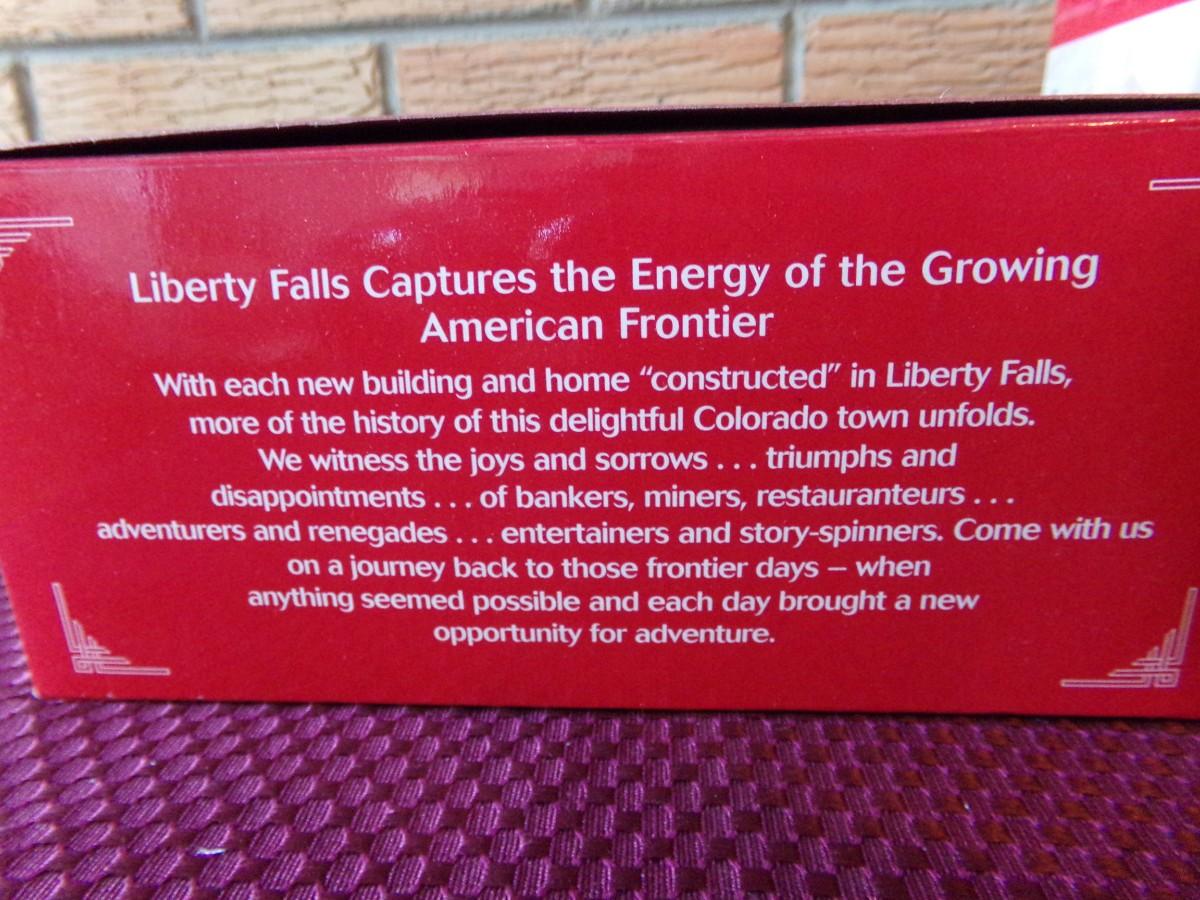 Liberty Falls Captures the Energy of the Growing
American Frontier
With each new building and home “constructed” in Liberty Falls,
more of the history of this delightful Colorado town unfolds.
We witness the joys and sorrows . . . triumphs and
disappointments . . . of bankers, miners, restauranteurs . . .
adventurers and renegades . . . entertainers and story-spinners. Come with us
on a journey back to those frontier days – when
anything seemed possible and each day brought a new
opportunity for adventure.